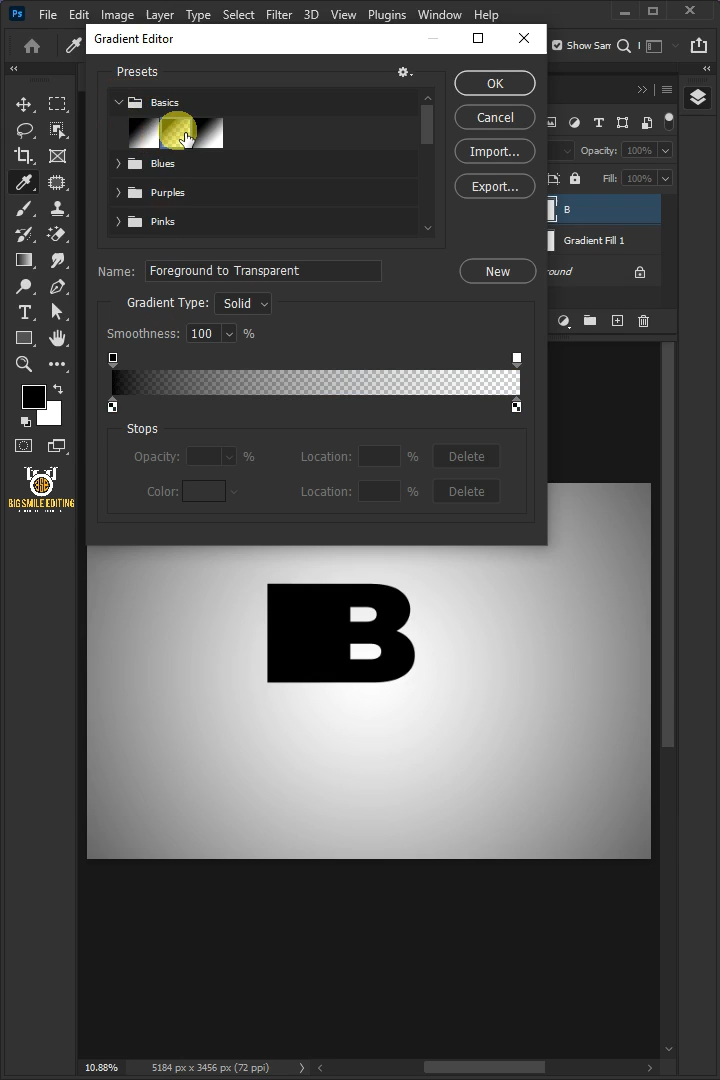 Ps File Edit Image Layer Type Select Filter 3D View Plugins Window Help
Gradient Editor
Show Sam
Presets
Basics
Blues
Purples
Pinks
OK
Cancel
Import...
Export...
Opacity: 100%
Fill: 100%
B
Gradient Fill 1
Name: Foreground to Transparent
New
Gradient Type: Solid
Smoothness: 100 %
Stops
Opacity: % Location: % Delete
Color: Location: % Delete
BIG SMILE EDITING
B
10.88% 5184 px x 3456 px (72 ppi)